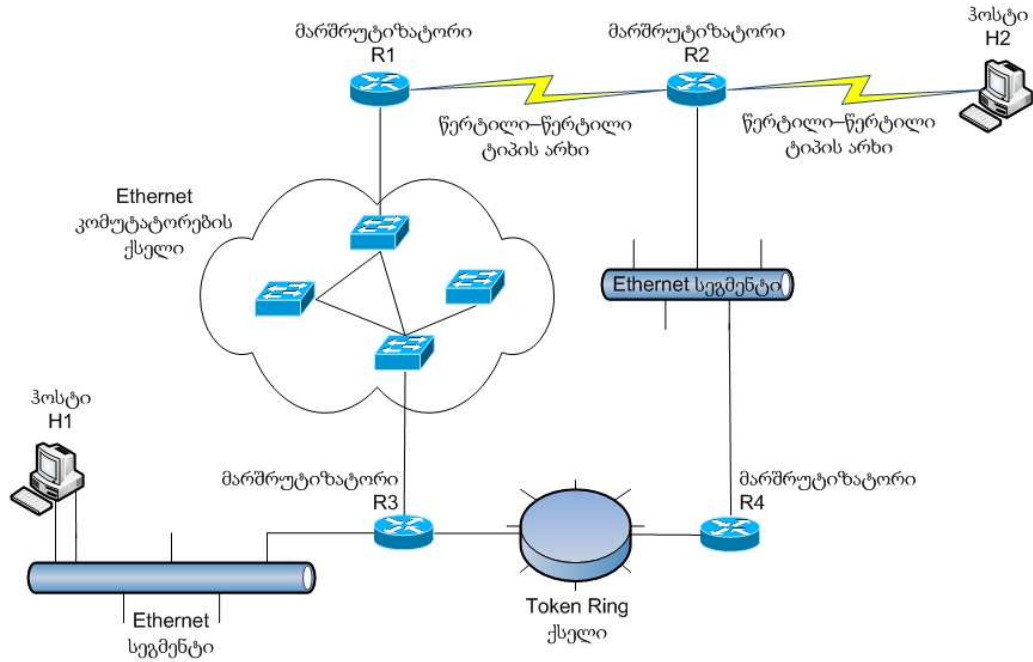 მარშრუტიზატორი
R1
მარშრუტიზატორი
R2
ჰოსტი
H2
წერტილი–წერტილი
ტიპის არხი
წერტილი–წერტილი
ტიპის არხი
Ethernet
კომუტატორების
ქსელი
Ethernet სეგმენტი
ჰოსტი
H1
მარშრუტიზატორი
R3
მარშრუტიზატორი
R4
Token Ring
ქსელი
Ethernet
სეგმენტი